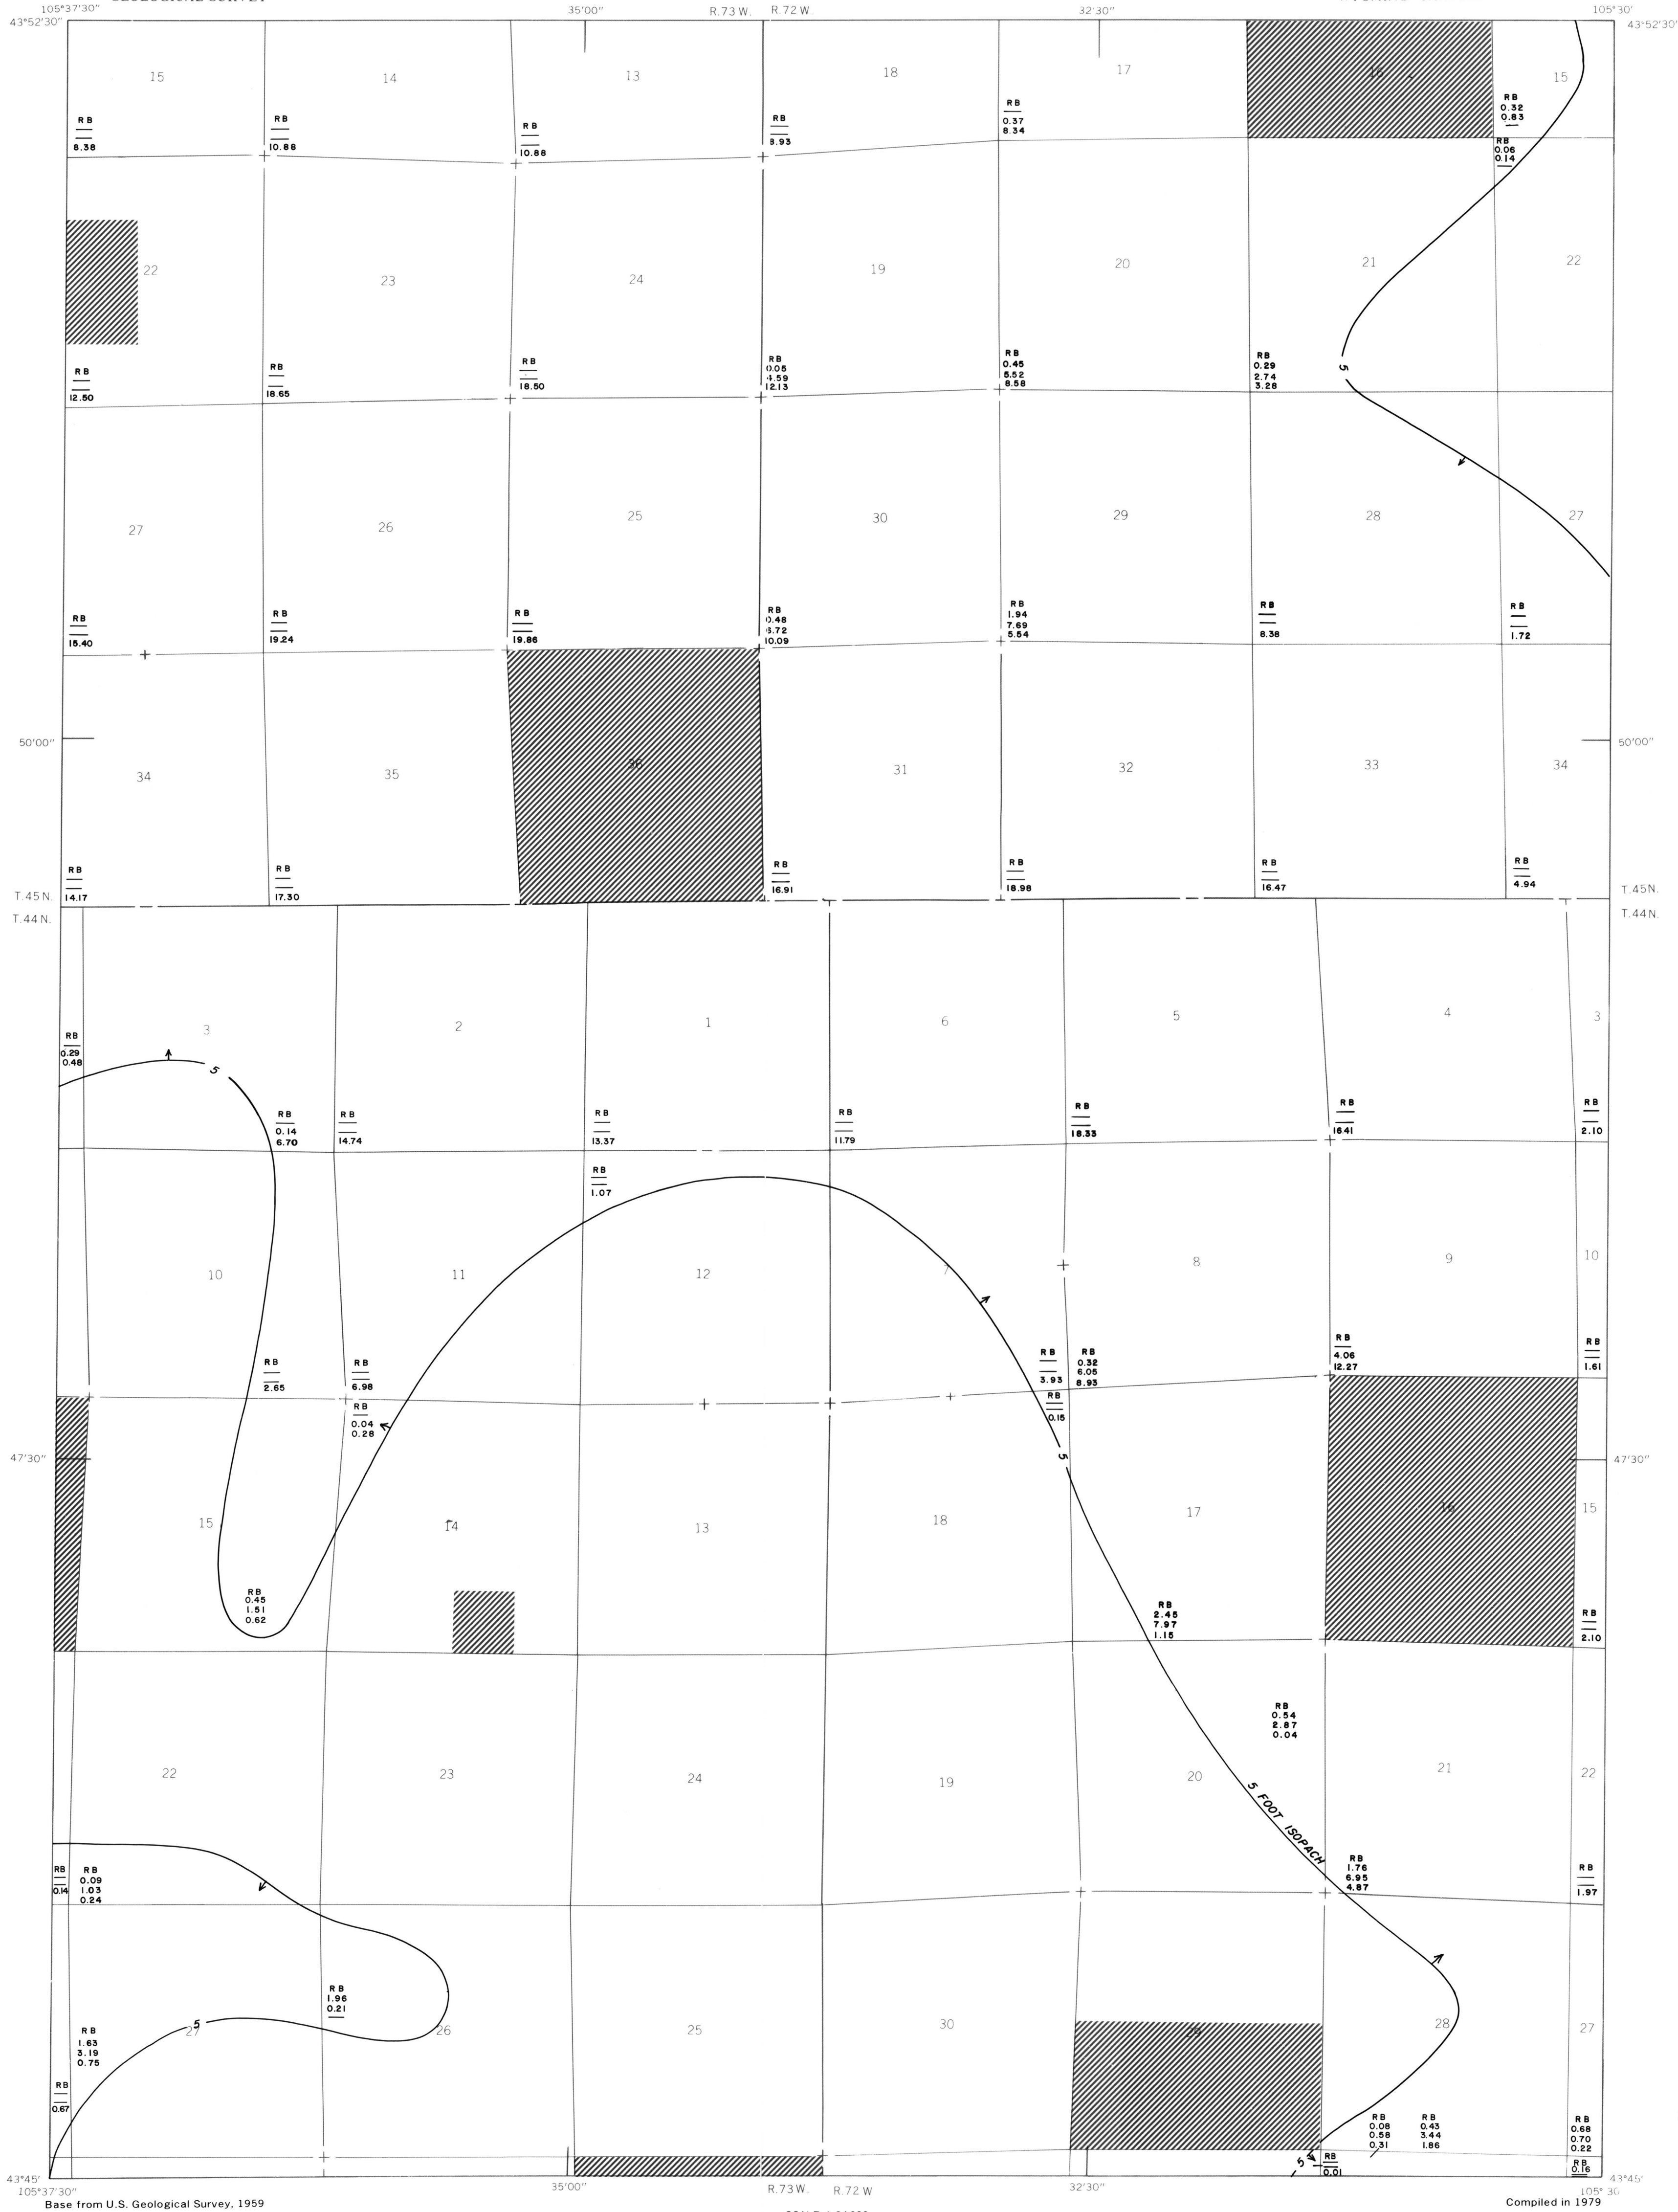 105°37'30"
35'00"
R.73 W. R.72 W.
32'30"
105°30'
43°52'30"
43°52'30'
15
14
13
18
17
16
15
RB
8.38
RB
10.88
RB
10.88
RB
8.93
RB
0.37
8.34
RB
0.32
0.83
RB
0.06
0.14
22
23
24
19
20
21
22
RB
12.50
RB
18.65
RB
18.50
RB
0.05
4.59
12.13
RB
0.45
5.52
8.58
RB
0.29
2.74
3.28
5
27
26
25
30
29
28
27
RB
15.40
RB
19.24
RB
19.86
RB
0.48
10.09
RB
1.94
7.69
5.54
RB
8.38
RB
1.72
50'00"
50'00"
34
35
36
31
32
33
34
RB
14.17
RB
17.30
RB
16.91
RB
18.98
RB
16.47
RB
4.94
T.45 N.
T.45N.
T.44 N.
T.44N.
3
2
1
6
5
4
3
RB
0.29
0.48
5
RB
0.14
6.70
RB
14.74
RB
13.37
RB
11.79
RB
18.33
RB
16.41
RB
2.10
RB
1.07
10
11
12
7
8
9
10
RB
2.65
RB
6.98
RB
3.93
RB
0.32
6.05
8.93
RB
4.06
12.27
RB
1.61
RB
0.04
0.28
RB
0.15
47'30"
5
47'30"
15
14
13
18
17
16
15
RB
0.45
1.51
0.62
RB
2.45
7.97
1.15
RB
2.10
RB
0.54
2.87
0.04
22
23
24
19
20
21
22
5 FOOT ISOPACH
RB
0.14
RB
0.09
1.03
0.24
RB
1.76
6.95
4.87
RB
1.97
RB
1.96
0.21
5
27
26
25
30
29
28
27
RB
1.63
3.19
0.75
RB
0.67
RB
0.08
0.58
0.31
RB
0.43
3.44
1.86
RB
0.68
0.70
0.22
5
RB
0.01
RB
0.16
43°45'
43°45'
105°37'30"
35'00"
R.73 W. R.72 W
32'30"
105° 30'
Base from U.S. Geological Survey, 1959
Compiled in 1979